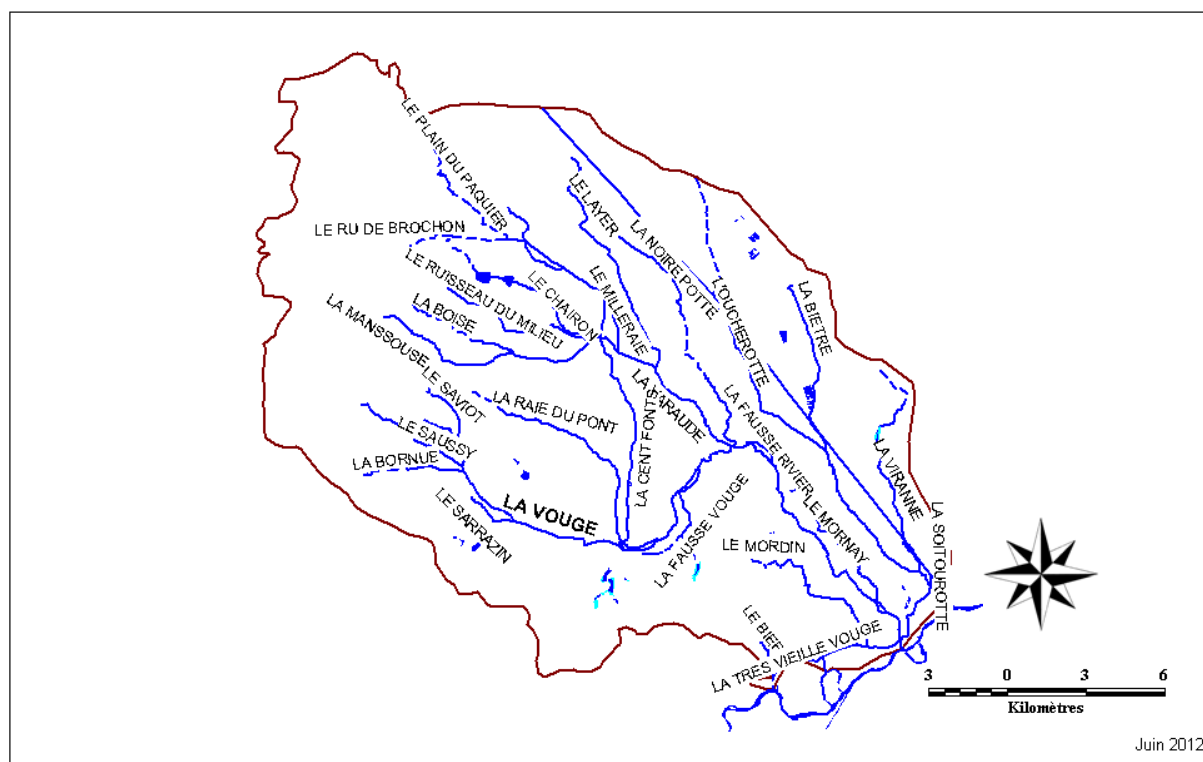 LE PLAIN DU PAQUIER
LE RU DE BROCHON
LE LAYER
LA NOIRE POTTE
LE RUISSEAU DU MILIEU
LE CHAIRON
LE MILLERAIE
L'OUCHEROTTE
LA BIETRE
LA BOISE
LA MANSSOUSE
LE SAVIOT
LA RAIE DU PONT
LA CENT FONTS
LA VARAUDE
LA FAUSSE RIVIER
LE SAUSSY
LA BORNUE
LE SARRAZIN
LA VOUGE
LA FAUSSE VOUGE
LE MORDIN
LE MORNAY
LA VIRANNE
LA SOITOUROTTE
LE BIEF
LA TRES VIEILLE VOUGE
3 0 3 6
Kilomètres
Juin 2012